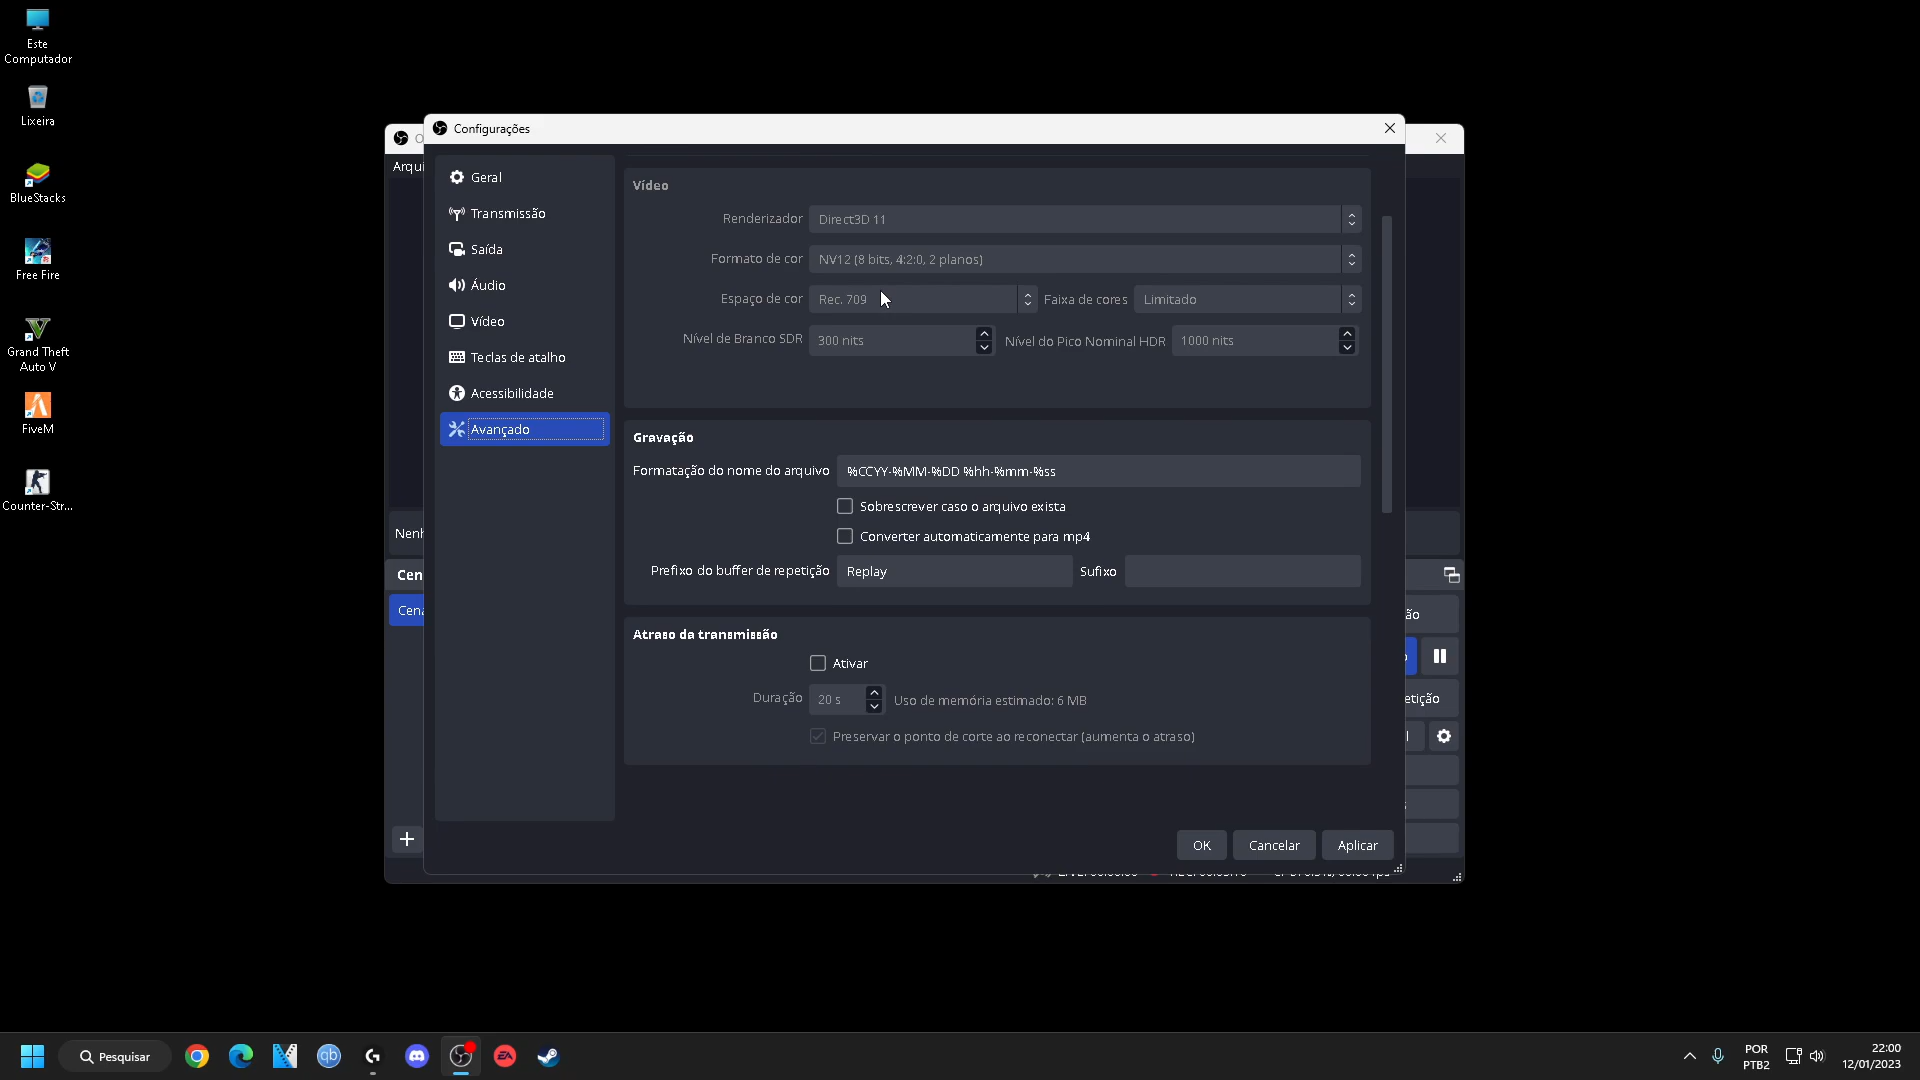 Este
Computador
Lixeira
BlueStacks
Free Fire
Grand Theft
Auto V
FiveM
Counter-Str...
Arqui
Nenh
Cen
Cena
Configurações
Geral
Transmissão
Saída
Áudio
Vídeo
Teclas de atalho
Acessibilidade
Avançado
Vídeo
Renderizador Direct3D 11
Formato de cor NV12 (8 bits, 4:2:0, 2 planos)
Espaço de cor Rec. 709 Faixa de cores Limitado
Nível de Branco SDR 300 nits Nível do Pico Nominal HDR 1000 nits
Gravação
Formatação do nome do arquivo %CCYY-%MM-%DD %hh-%mm-%ss
Sobrescrever caso o arquivo exista
Converter automaticamente para mp4
Prefixo do buffer de repetição Replay Sufixo
Atraso da transmissão
Ativar
Duração 20 s Uso de memória estimado: 6 MB
Preservar o ponto de corte ao reconectar (aumenta o atraso)
OK Cancelar Aplicar
ão
etição
Pesquisar
POR
PTB2
22:00
12/01/2023